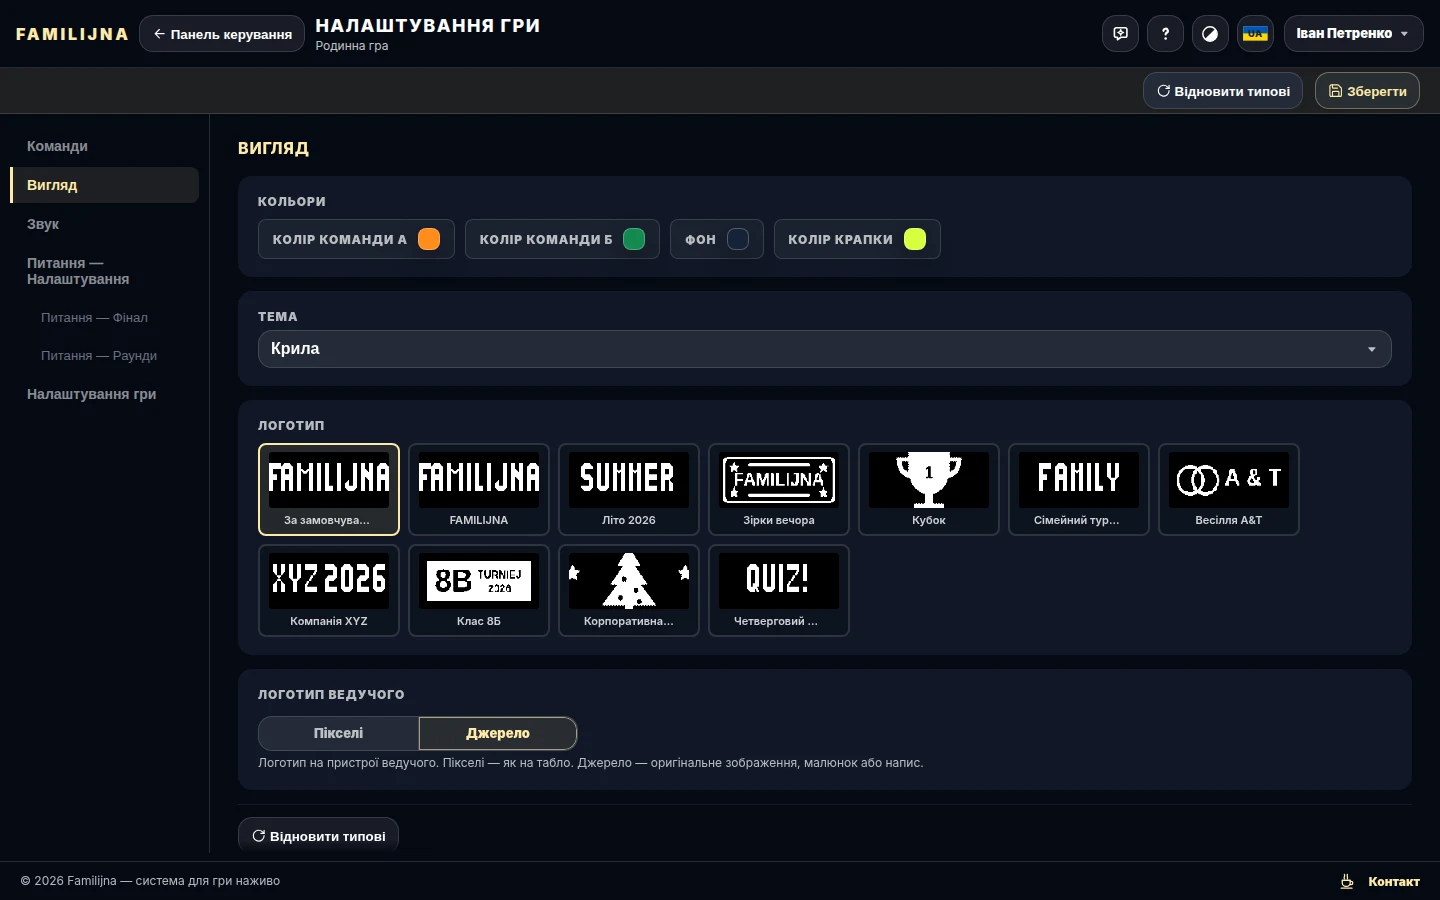 FAMILIJNA
Панель керування
НАЛАШТУВАННЯ ГРИ
Родинна гра
?
UA
Іван Петренко
Відновити типові
Зберегти
Команди
Вигляд
Звук
Питання —
Налаштування
Питання — Фінал
Питання — Раунди
Налаштування гри
ВИГЛЯД
КОЛЬОРИ
КОЛІР КОМАНДИ А
КОЛІР КОМАНДИ Б
ФОН
КОЛІР КРАПКИ
ТЕМА
Крила
ЛОГОТИП
FAMILIJNA
За замовчува...
FAMILIJNA
FAMILIJNA
SUMMER
Літо 2026
FAMILIJNA
Зірки вечора
1
Кубок
FAMILY
Сімейний тур...
A & T
Весілля A&T
XYZ 2026
Компанія XYZ
8B TURNIEJ
2026
Клас 8Б
Корпоративна...
QUIZ!
Четверговий ...
ЛОГОТИП ВЕДУЧОГО
Пікселі
Джерело
Логотип на пристрої ведучого. Пікселі — як на табло. Джерело — оригінальне зображення, малюнок або напис.
Відновити типові
© 2026 Familijna — система для гри наживо
Контакт